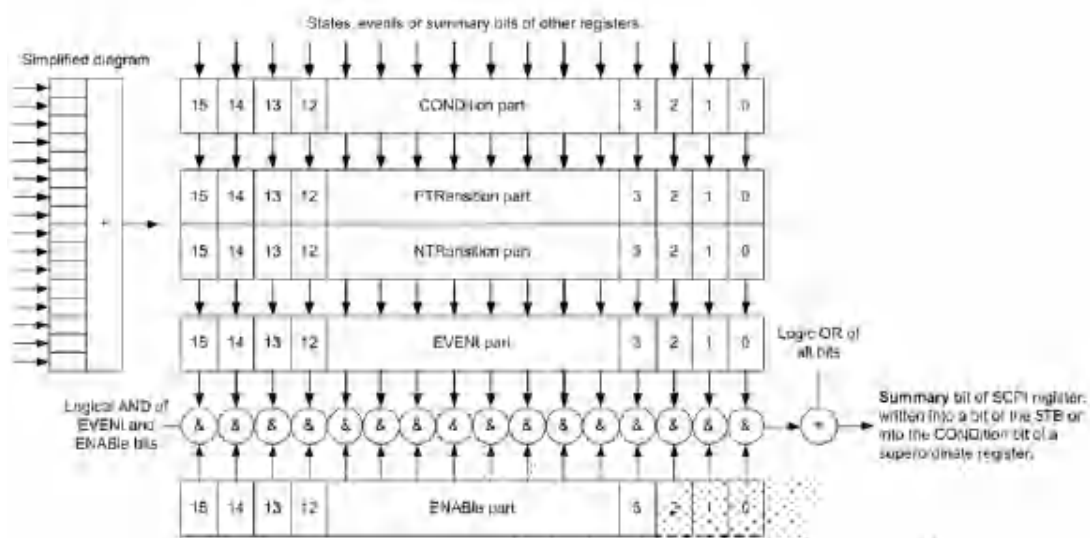 States, events or summary bits of other registers
Simplified diagram
15 14 13 12 CONDition part 3 2 1 0
15 14 13 12 PTRansition part 3 2 1 0
15 14 13 12 NTRansition part 3 2 1 0
15 14 13 12 EVENt part 3 2 1 0
Logic OR of
all bits
Logical AND of
EVENt and
ENABle bits
& & & & & & & & & & & & & & &
Summary bit of SCPI register:
written into a bit of the STB or
into the CONDition bit of a
superordinate register.
15 14 13 12 ENABle part 3 2 1 0